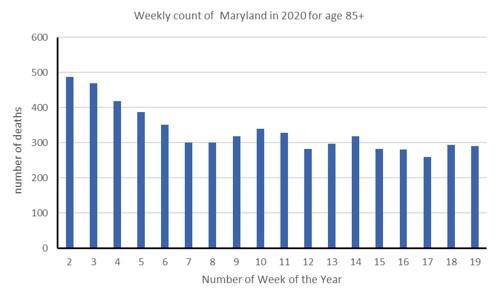 Weekly count of  Maryland in 2020 for age 85+
600
500
400
300
200
100
0
number of deaths
2 3 4 5 6 7 8 9 10 11 12 13 14 15 16 17 18 19
Number of Week of the Year